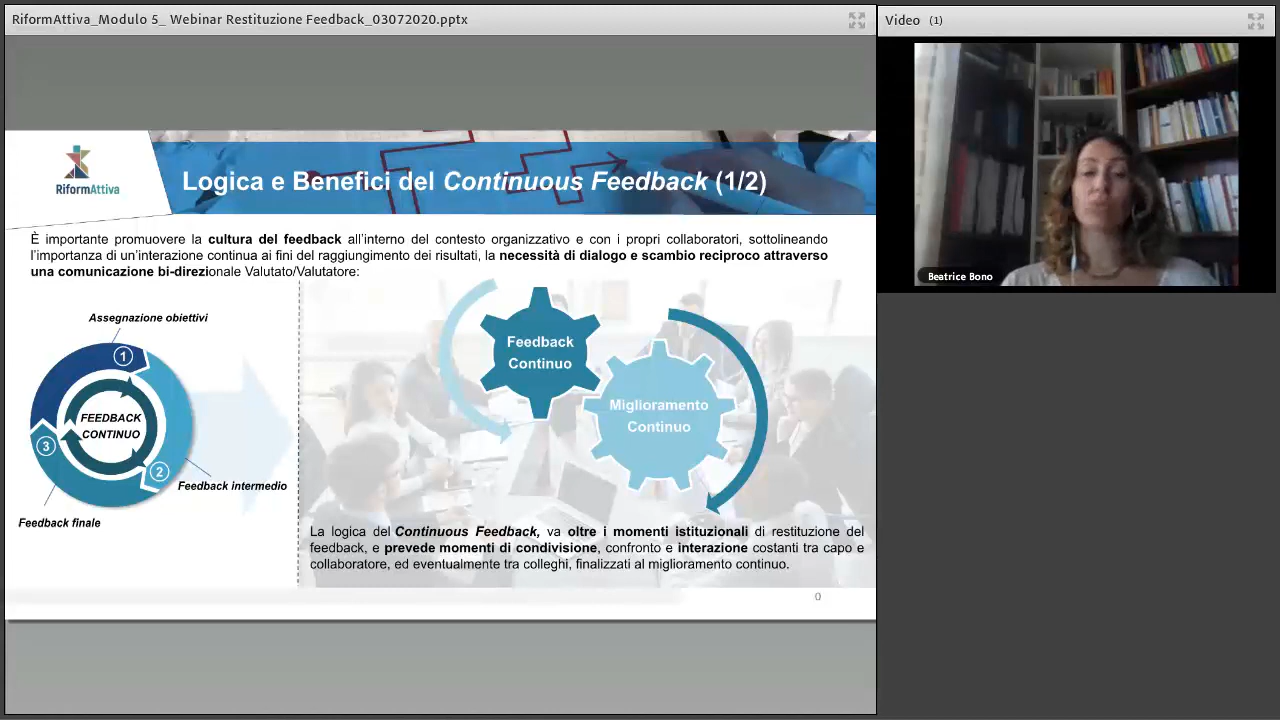 RiformAttiva_Modulo 5_ Webinar Restituzione Feedback_03072020.pptx
Video (1)
Beatrice Bono
RiformAttiva
Logica e Benefici del Continuous Feedback (1/2)
È importante promuovere la cultura del feedback all'interno del contesto organizzativo e con i propri collaboratori, sottolineando
l'importanza di un'interazione continua ai fini del raggiungimento dei risultati, la necessità di dialogo e scambio reciproco attraverso
una comunicazione bi-direzionale Valutato/Valutatore:
Assegnazione obiettivi
1
FEEDBACK
CONTINUO
3
2
Feedback intermedio
Feedback finale
Feedback
Continuo
Miglioramento
Continuo
La logica del Continuous Feedback, va oltre i momenti istituzionali di restituzione del
feedback, e prevede momenti di condivisione, confronto e interazione costanti tra capo e
collaboratore, ed eventualmente tra colleghi, finalizzati al miglioramento continuo.
0